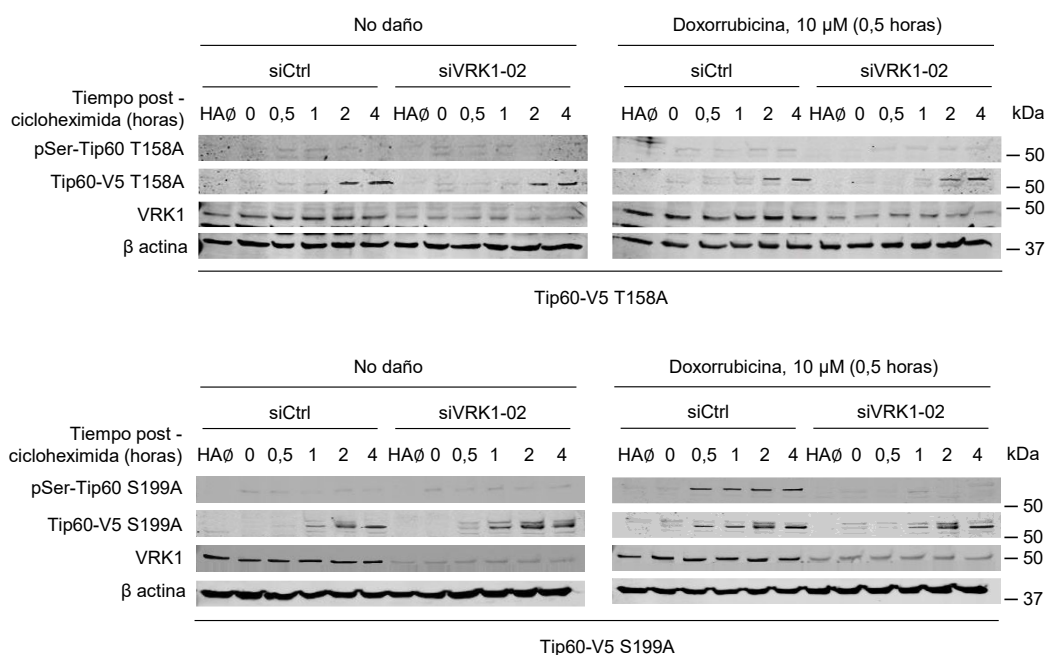 No daño Doxorrubicina, 10 µM (0,5 horas)
siCtrl siVRK1-02 siCtrl siVRK1-02
Tiempo post -
cicloheximida (horas) HAØ 0 0,5 1 2 4 HAØ 0 0,5 1 2 4 HAØ 0 0,5 1 2 4 HAØ 0 0,5 1 2 4 kDa
pSer-Tip60 T158A – 50
Tip60-V5 T158A – 50
VRK1 – 50
β actina – 37
Tip60-V5 T158A
No daño Doxorrubicina, 10 µM (0,5 horas)
siCtrl siVRK1-02 siCtrl siVRK1-02
Tiempo post -
cicloheximida (horas) HAØ 0 0,5 1 2 4 HAØ 0 0,5 1 2 4 HAØ 0 0,5 1 2 4 HAØ 0 0,5 1 2 4 kDa
pSer-Tip60 S199A – 50
Tip60-V5 S199A – 50
VRK1 – 50
β actina – 37
Tip60-V5 S199A